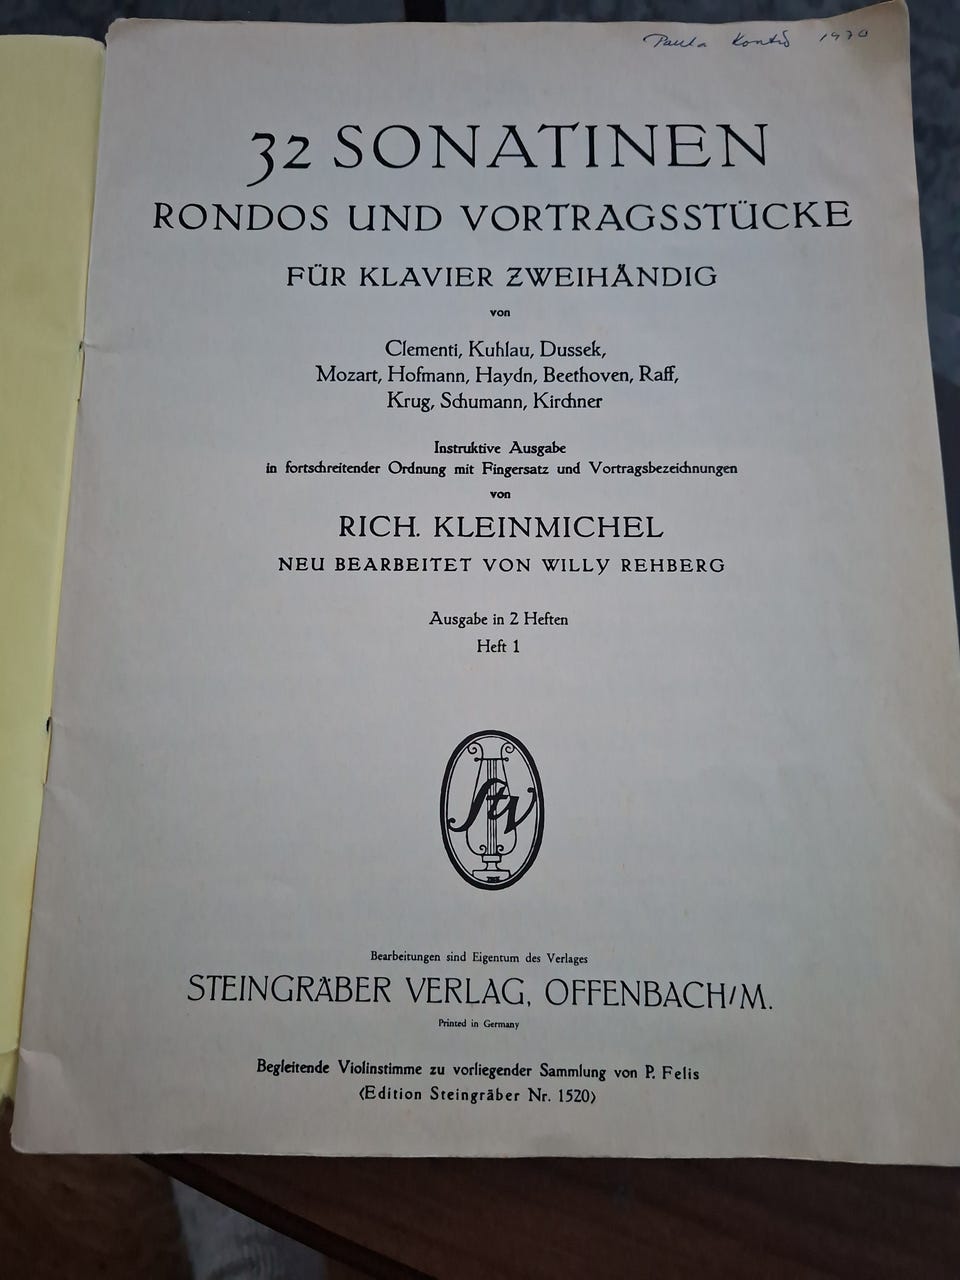 Paula Kontio 1970
32 SONATINEN
RONDOS UND VORTRAGSSTÜCKE
FÜR KLAVIER ZWEIHÄNDIG
von
Clementi, Kuhlau, Dussek,
Mozart, Hofmann, Haydn, Beethoven, Raff,
Krug, Schumann, Kirchner
Instruktive Ausgabe
in fortschreitender Ordnung mit Fingersatz und Vortragsbezeichnungen
von
RICH. KLEINMICHEL
NEU BEARBEITET VON WILLY REHBERG
Ausgabe in 2 Heften
Heft 1
StV
Bearbeitungen sind Eigentum des Verlages
STEINGRÄBER VERLAG, OFFENBACH/M.
Printed in Germany
Begleitende Violinstimme zu vorliegender Sammlung von P. Felis
(Edition Steingräber Nr. 1520)